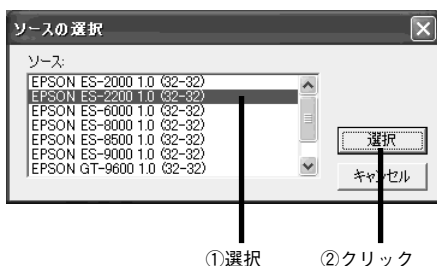 ソースの選択
ソース:
EPSON ES-2000 1.0 (32-32)
EPSON ES-2200 1.0 (32-32)
EPSON ES-6000 1.0 (32-32)
EPSON ES-8000 1.0 (32-32)
EPSON ES-8500 1.0 (32-32)
EPSON ES-9000 1.0 (32-32)
EPSON GT-9600 1.0 (32-32)
選択
キャンセル
①選択 ②クリック